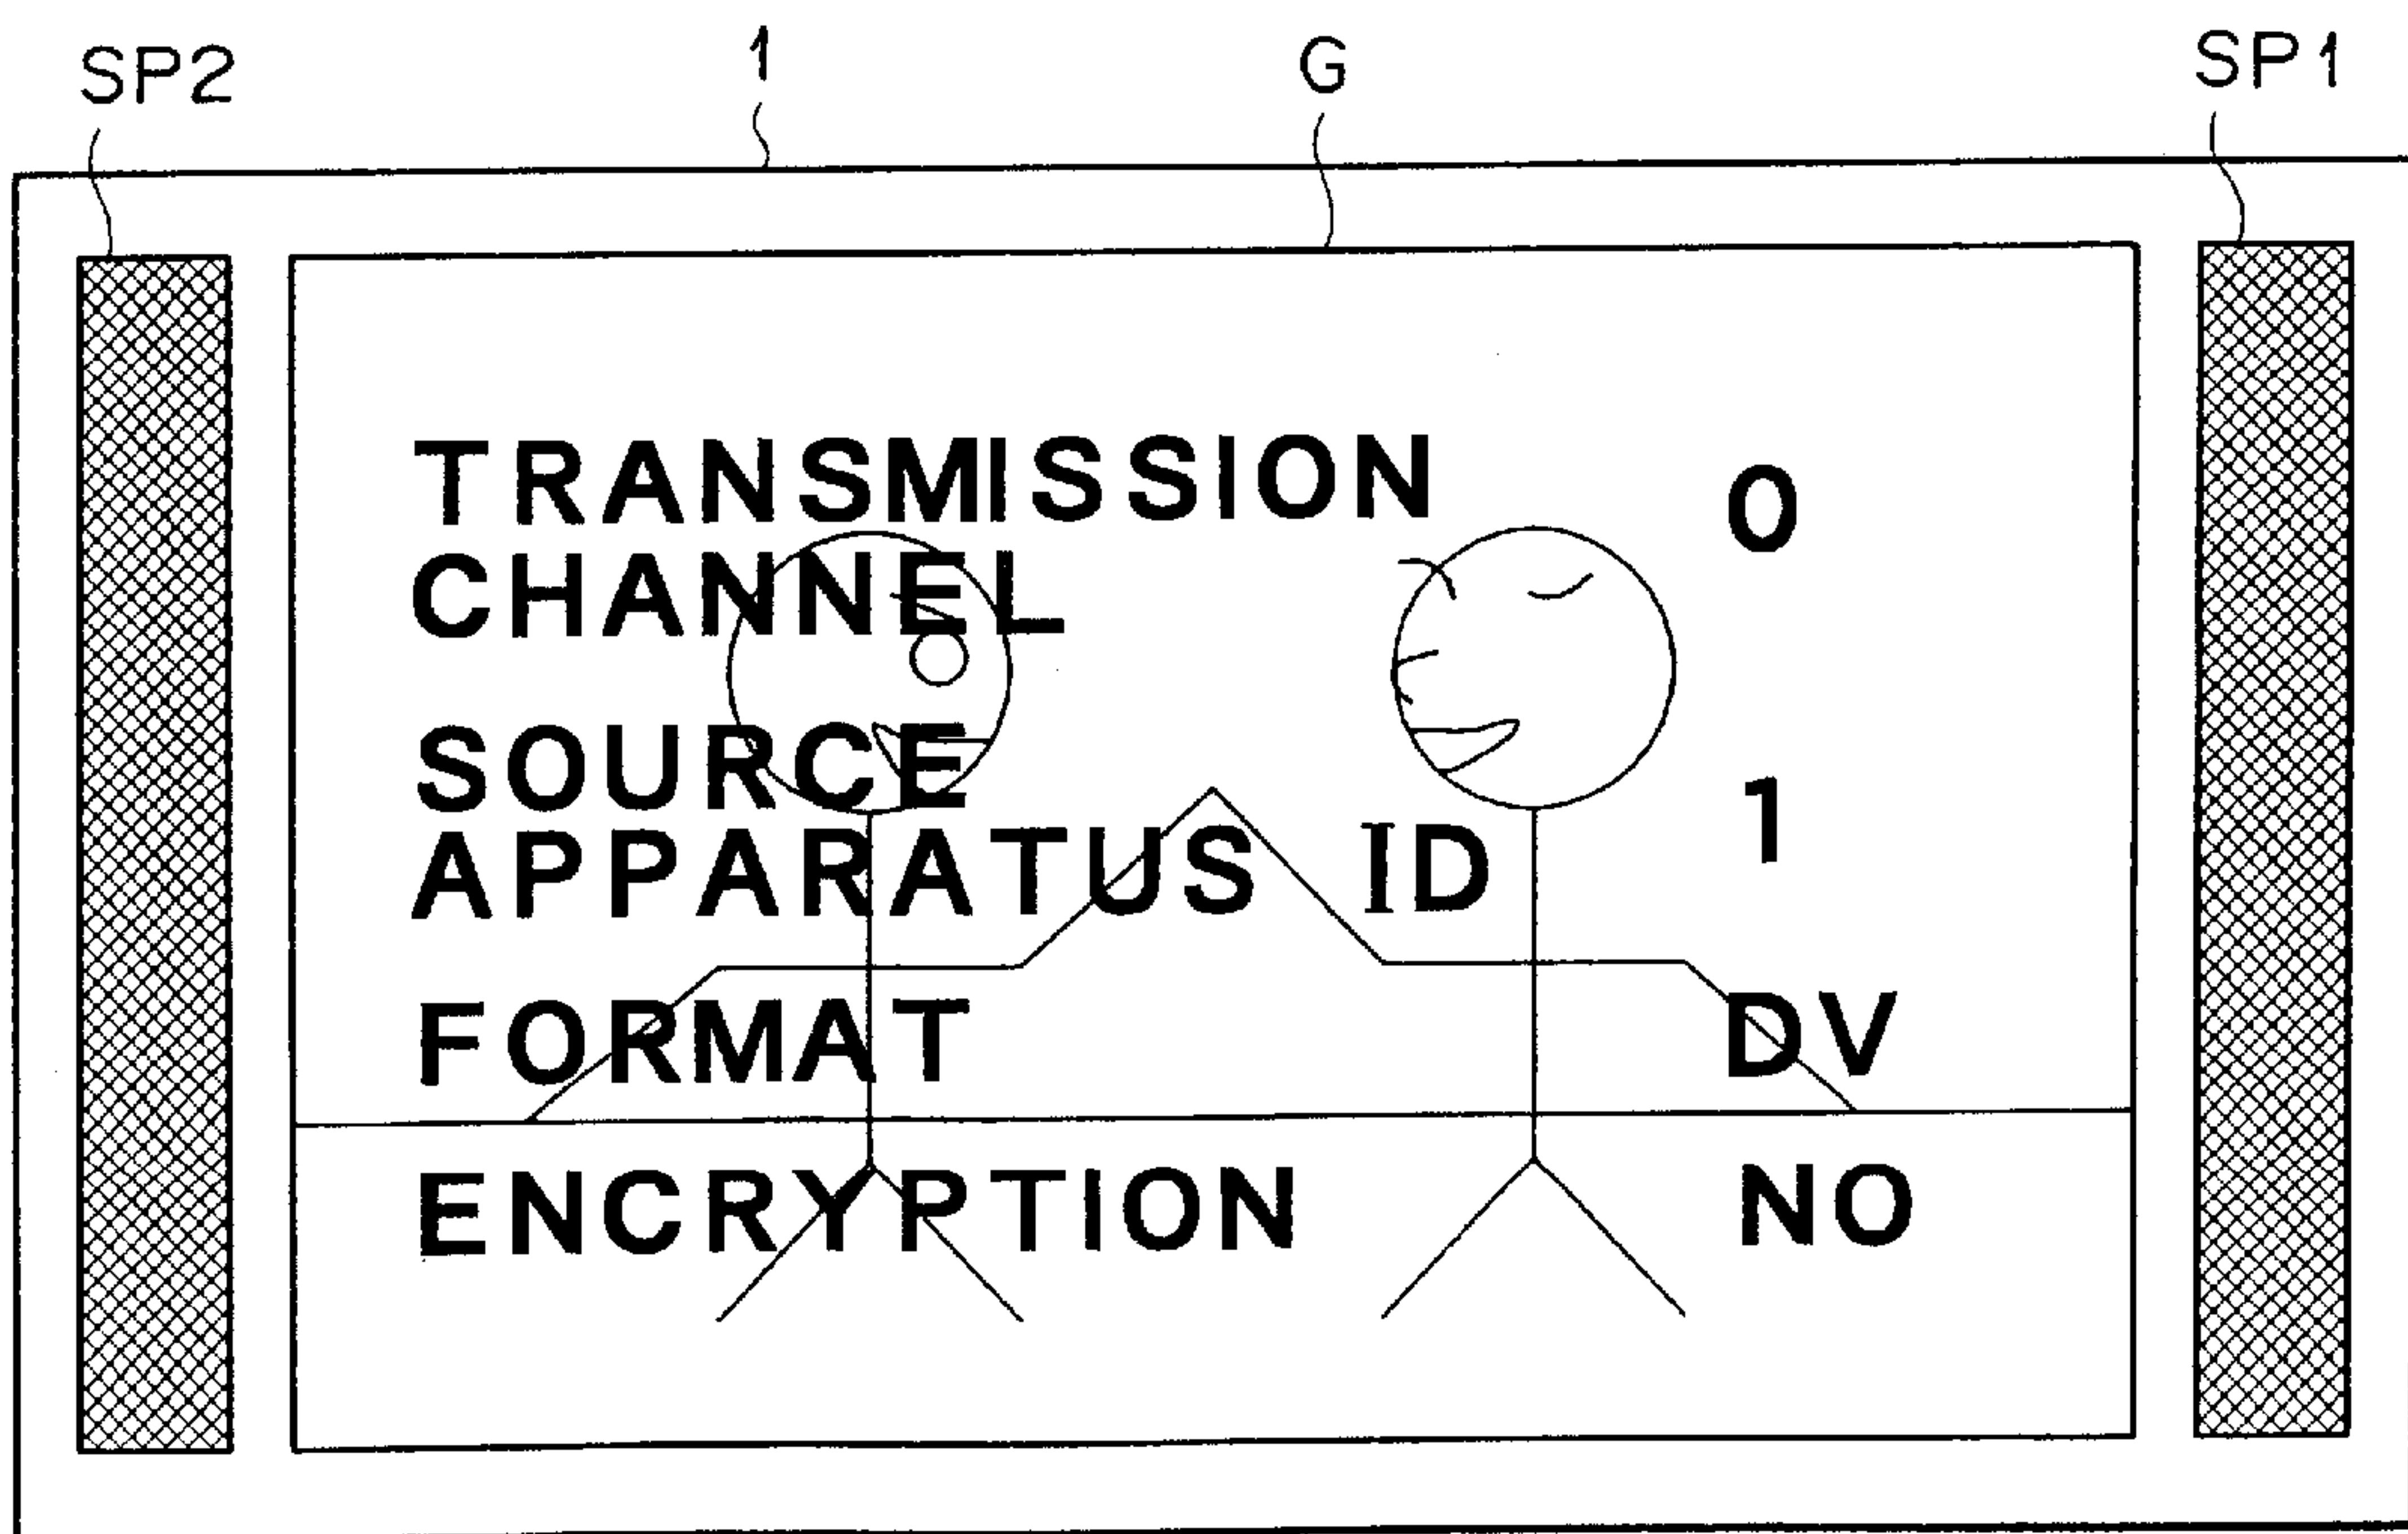 SP2 1 G SP1
TRANSMISSION 0
CHANNEL
SOURCE
APPARATUS ID 1
FORMAT DV
ENCRYPTION NO